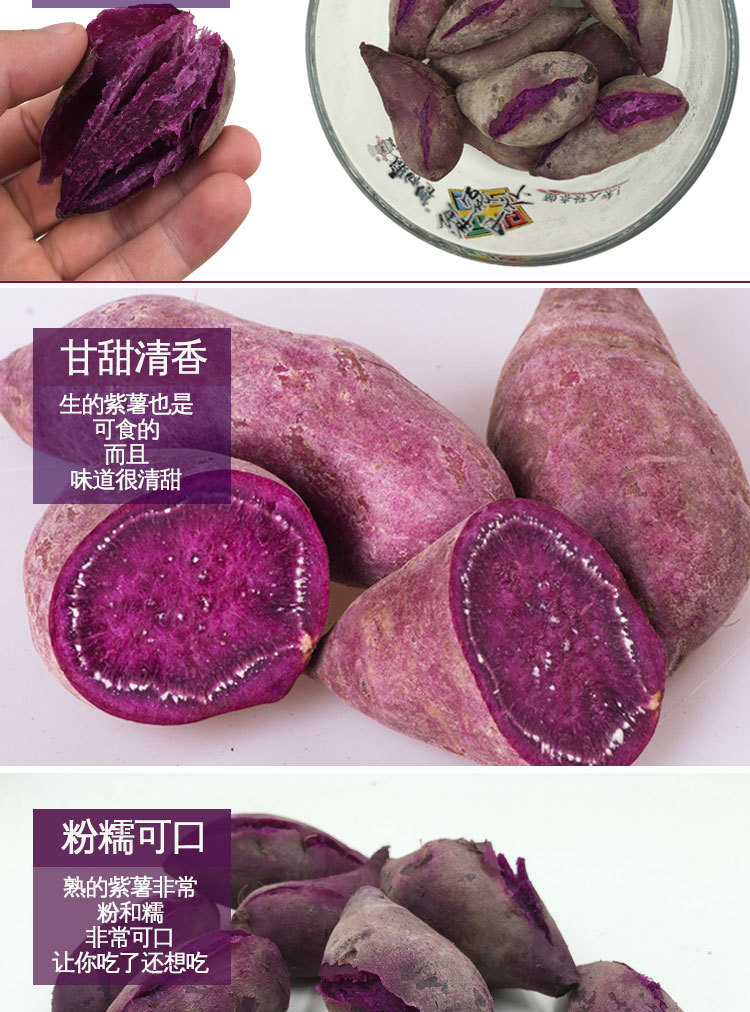 甘甜清香
生的紫薯也是
可食的
而且
味道很清甜
粉糯可口
熟的紫薯非常
粉和糯
非常可口
让你吃了还想吃